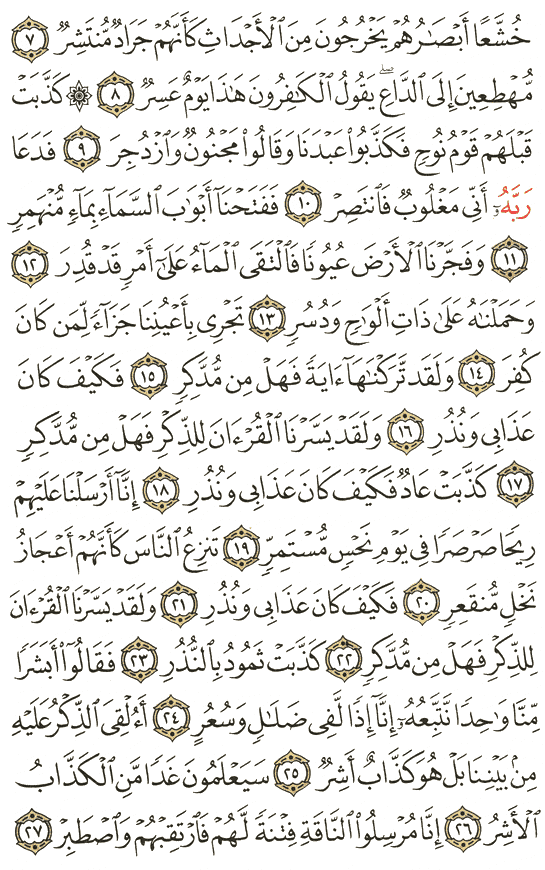 خُشَّعًا أَبْصَـٰرُهُمْ يَخْرُجُونَ مِنَ ٱلْأَجْدَاثِ كَأَنَّهُمْ جَرَادٌ مُّنتَشِرٌ ٧
مُّهْطِعِينَ إِلَى ٱلدَّاعِ ۖ يَقُولُ ٱلْكَـٰفِرُونَ هَـٰذَا يَوْمٌ عَسِرٌ ٨ ۞ كَذَّبَتْ
قَبْلَهُمْ قَوْمُ نُوحٍ فَكَذَّبُوا۟ عَبْدَنَا وَقَالُوا۟ مَجْنُونٌ وَٱزْدُجِرَ ٩ فَدَعَا
رَبَّهُۥٓ أَنِّى مَغْلُوبٌ فَٱنتَصِرْ ١٠ فَفَتَحْنَآ أَبْوَٰبَ ٱلسَّمَآءِ بِمَآءٍ مُّنْهَمِرٍ
١١ وَفَجَّرْنَا ٱلْأَرْضَ عُيُونًا فَٱلْتَقَى ٱلْمَآءُ عَلَىٰٓ أَمْرٍ قَدْ قُدِرَ ١٢
وَحَمَلْنَـٰهُ عَلَىٰ ذَاتِ أَلْوَٰحٍ وَدُسُرٍ ١٣ تَجْرِى بِأَعْيُنِنَا جَزَآءً لِّمَن كَانَ
كُفِرَ ١٤ وَلَقَد تَّرَكْنَـٰهَآ ءَايَةً فَهَلْ مِن مُّدَّكِرٍ ١٥ فَكَيْفَ كَانَ
عَذَابِى وَنُذُرِ ١٦ وَلَقَدْ يَسَّرْنَا ٱلْقُرْءَانَ لِلذِّكْرِ فَهَلْ مِن مُّدَّكِرٍ
١٧ كَذَّبَتْ عَادٌ فَكَيْفَ كَانَ عَذَابِى وَنُذُرِ ١٨ إِنَّآ أَرْسَلْنَا عَلَيْهِمْ
رِيحًا صَرْصَرًا فِى يَوْمِ نَحْسٍ مُّسْتَمِرٍّ ١٩ تَنزِعُ ٱلنَّاسَ كَأَنَّهُمْ أَعْجَازُ
نَخْلٍ مُّنقَعِرٍ ٢٠ فَكَيْفَ كَانَ عَذَابِى وَنُذُرِ ٢١ وَلَقَدْ يَسَّرْنَا ٱلْقُرْءَانَ
لِلذِّكْرِ فَهَلْ مِن مُّدَّكِرٍ ٢٢ كَذَّبَتْ ثَمُودُ بِٱلنُّذُرِ ٢٣ فَقَالُوٓا۟ أَبَشَرًا
مِّنَّا وَٰحِدًا نَّتَّبِعُهُۥٓ إِنَّآ إِذًا لَّفِى ضَلَـٰلٍ وَسُعُرٍ ٢٤ أَءُلْقِىَ ٱلذِّكْرُ عَلَيْهِ
مِنۢ بَيْنِنَا بَلْ هُوَ كَذَّابٌ أَشِرٌ ٢٥ سَيَعْلَمُونَ غَدًا مَّنِ ٱلْكَذَّابُ
ٱلْأَشِرُ ٢٦ إِنَّا مُرْسِلُوا۟ ٱلنَّاقَةِ فِتْنَةً لَّهُمْ فَٱرْتَقِبْهُمْ وَٱصْطَبِرْ ٢٧